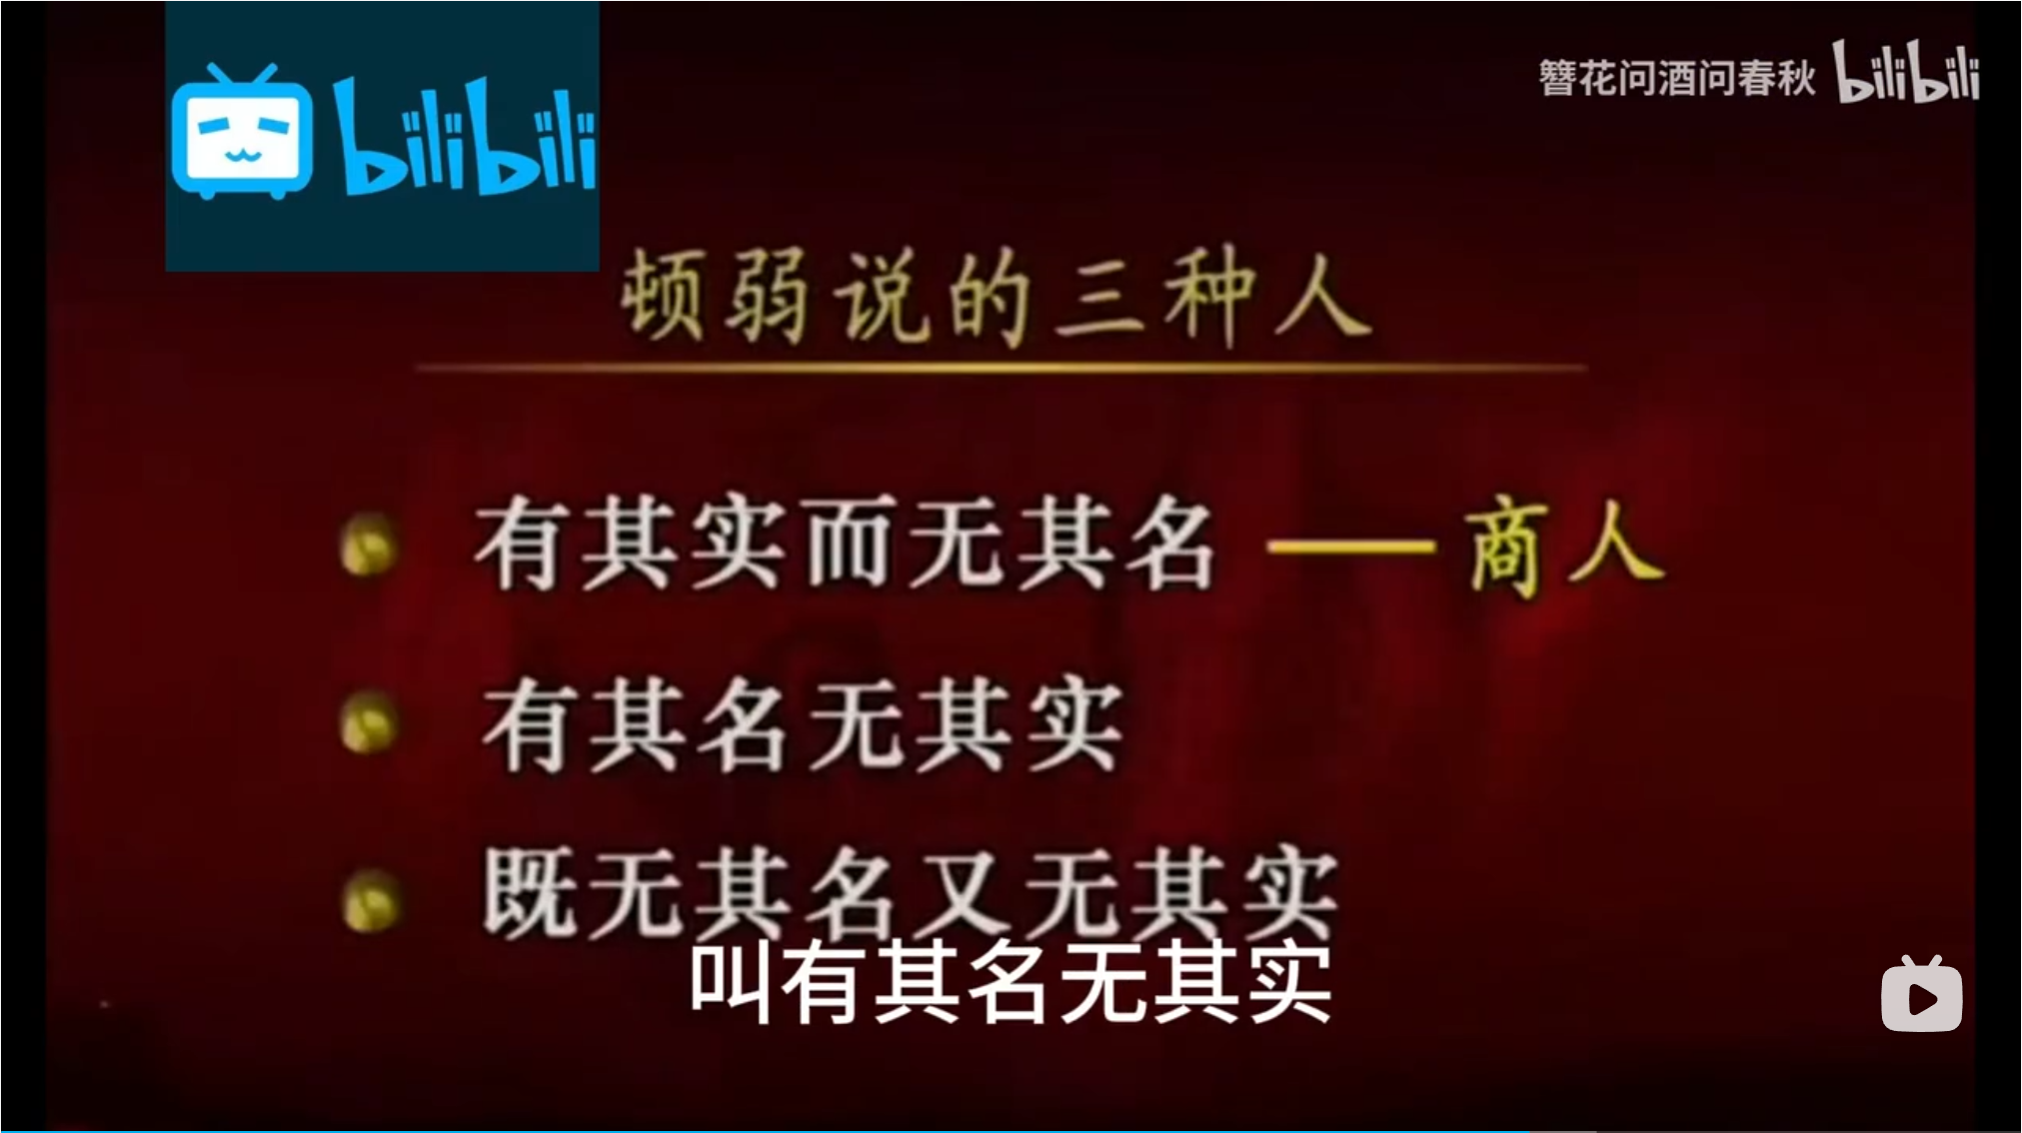 bilibili
簪花问酒问春秋 bilibili
顿弱说的三种人
有其实而无其名——商人
有其名无其实
既无其名又无其实
叫有其名无其实